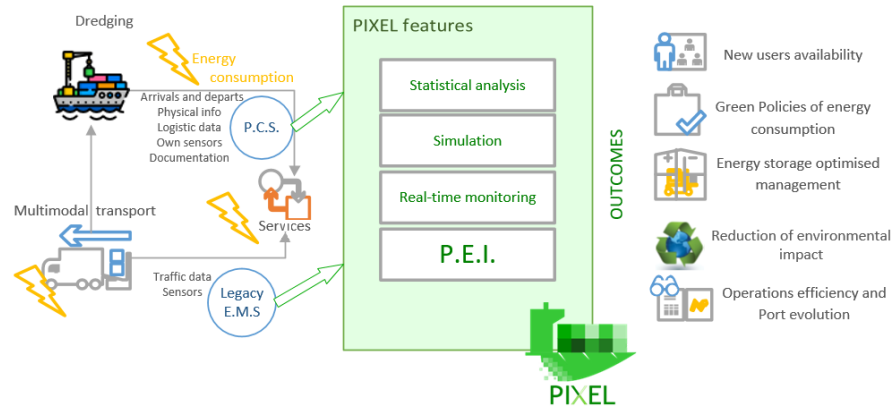 Dredging
Energy
consumption
Arrivals and departs
Physical info
Logistic data
Own sensors
Documentation
P.C.S.
Multimodal transport
Services
Traffic data
Sensors
Legacy
E.M.S
PIXEL features
Statistical analysis
Simulation
Real-time monitoring
P.E.I.
PIXEL
OUTCOMES
New users availability
Green Policies of energy
consumption
Energy storage optimised
management
Reduction of environmental
impact
Operations efficiency and
Port evolution